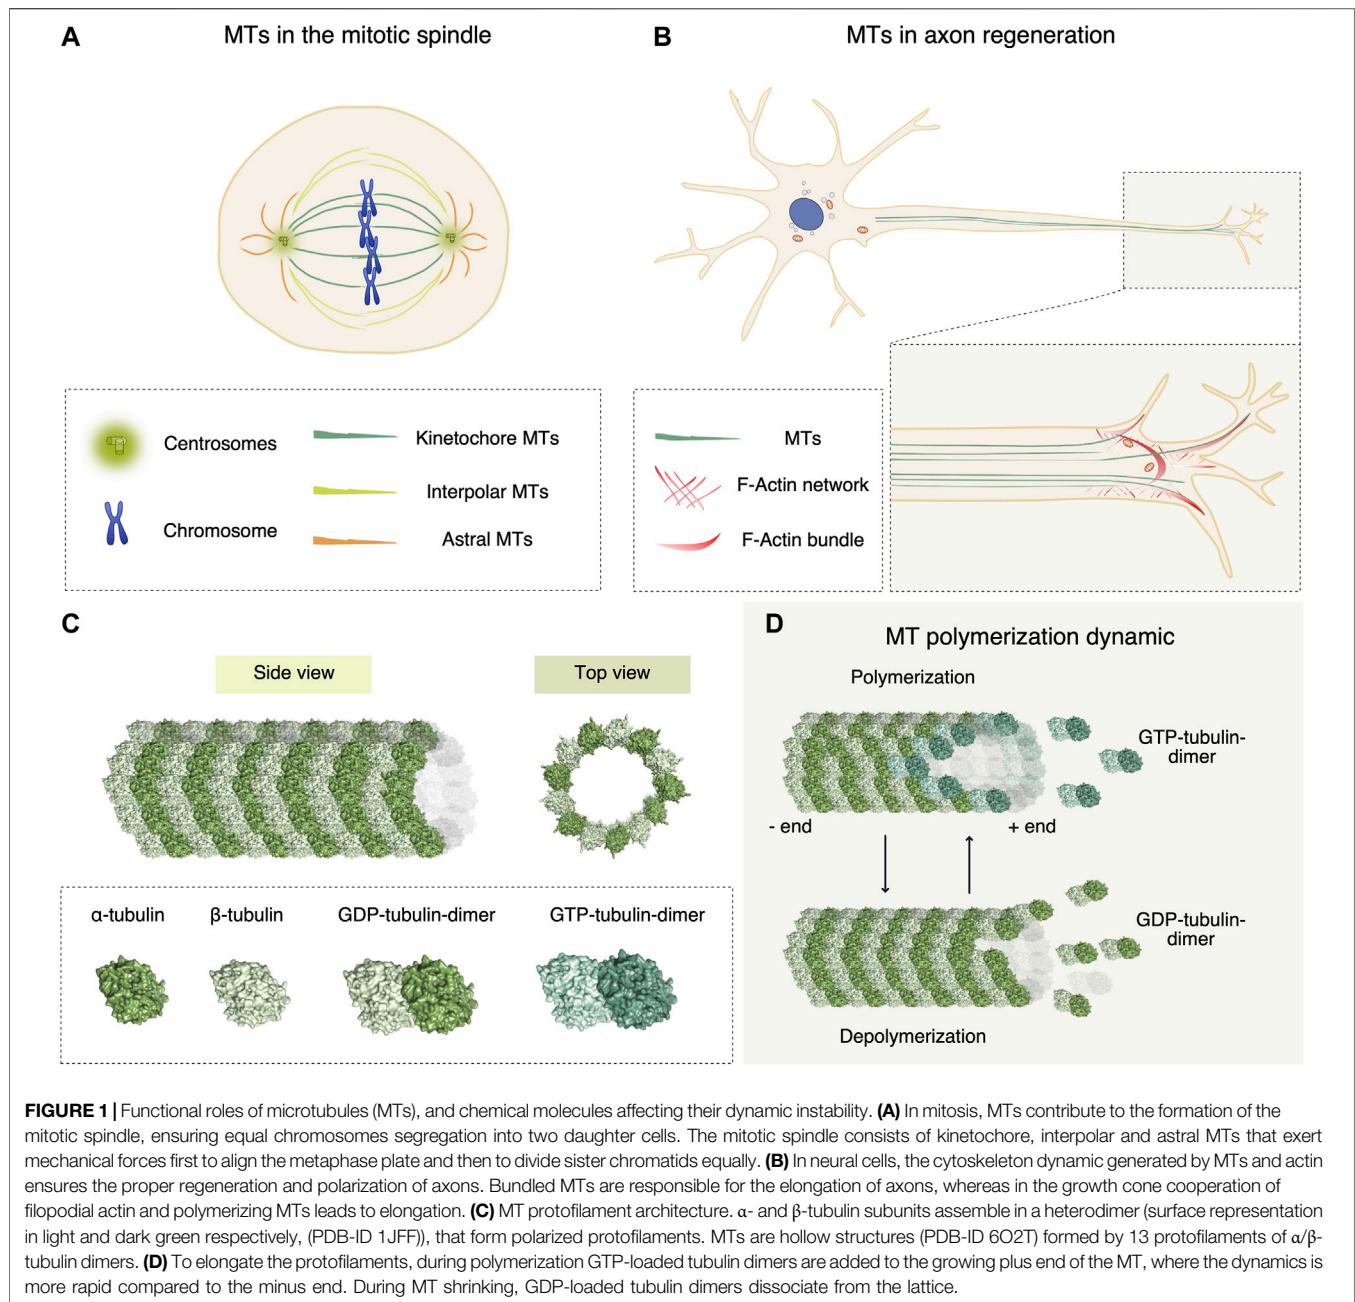 A
MTs in the mitotic spindle
B
MTs in axon regeneration
Centrosomes
Chromosome
Kinetochore MTs
Interpolar MTs
Astral MTs
MTs
F-Actin network
F-Actin bundle
C
Side view
Top view
α-tubulin
β-tubulin
GDP-tubulin-dimer
GTP-tubulin-dimer
D
MT polymerization dynamic
Polymerization
GTP-tubulin-
dimer
- end
+ end
GDP-tubulin-
dimer
Depolymerization
FIGURE 1 | Functional roles of microtubules (MTs), and chemical molecules affecting their dynamic instability. (A) In mitosis, MTs contribute to the formation of the
mitotic spindle, ensuring equal chromosomes segregation into two daughter cells. The mitotic spindle consists of kinetochore, interpolar and astral MTs that exert
mechanical forces first to align the metaphase plate and then to divide sister chromatids equally. (B) In neural cells, the cytoskeleton dynamic generated by MTs and actin
ensures the proper regeneration and polarization of axons. Bundled MTs are responsible for the elongation of axons, whereas in the growth cone cooperation of
filopodial actin and polymerizing MTs leads to elongation. (C) MT protofilament architecture. α- and β-tubulin subunits assemble in a heterodimer (surface representation
in light and dark green respectively, (PDB-ID 1JFF)), that form polarized protofilaments. MTs are hollow structures (PDB-ID 6O2T) formed by 13 protofilaments of α/β-
tubulin dimers. (D) To elongate the protofilaments, during polymerization GTP-loaded tubulin dimers are added to the growing plus end of the MT, where the dynamics is
more rapid compared to the minus end. During MT shrinking, GDP-loaded tubulin dimers dissociate from the lattice.